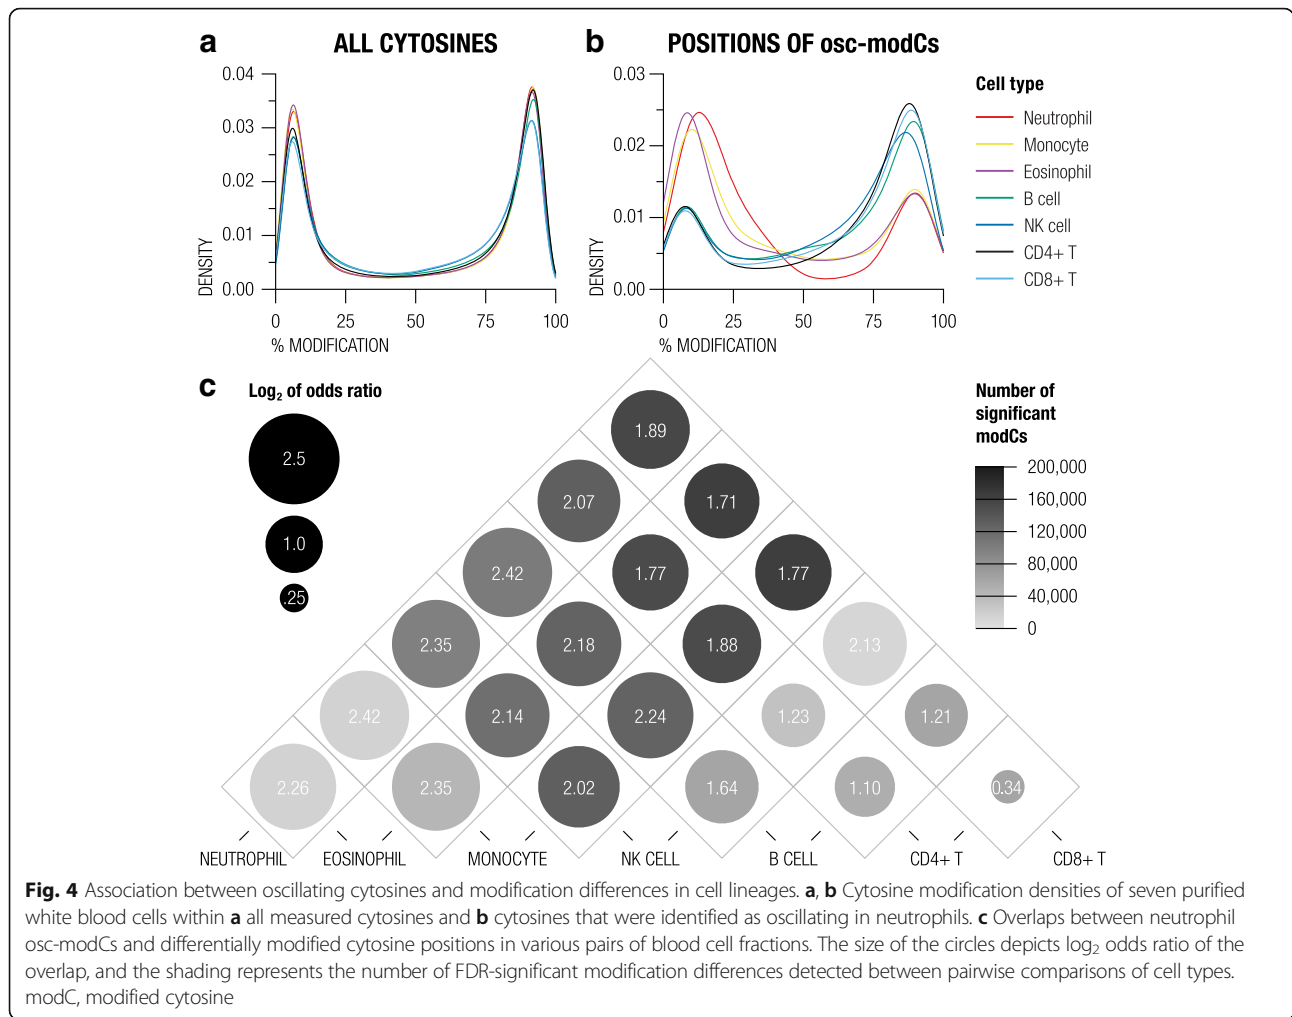 a ALL CYTOSINES
0.04
0.03
0.02
0.01
0.00
DENSITY
0 25 50 75 100
% MODIFICATION
b POSITIONS OF osc-modCs
0.03
0.02
0.01
0.00
DENSITY
0 25 50 75 100
% MODIFICATION
Cell type
Neutrophil
Monocyte
Eosinophil
B cell
NK cell
CD4+ T
CD8+ T
c Log₂ of odds ratio
2.5
1.0
.25
Number of
significant
modCs
200,000
160,000
120,000
80,000
40,000
0
1.89
2.07 1.71
2.42 1.77 1.77
2.35 2.18 1.88 2.13
2.42 2.14 2.24 1.23 1.21
2.26 2.35 2.02 1.64 1.10 0.34
NEUTROPHIL EOSINOPHIL MONOCYTE NK CELL B CELL CD4+ T CD8+ T
Fig. 4 Association between oscillating cytosines and modification differences in cell lineages. a, b Cytosine modification densities of seven purified
white blood cells within a all measured cytosines and b cytosines that were identified as oscillating in neutrophils. c Overlaps between neutrophil
osc-modCs and differentially modified cytosine positions in various pairs of blood cell fractions. The size of the circles depicts log₂ odds ratio of the
overlap, and the shading represents the number of FDR-significant modification differences detected between pairwise comparisons of cell types.
modC, modified cytosine